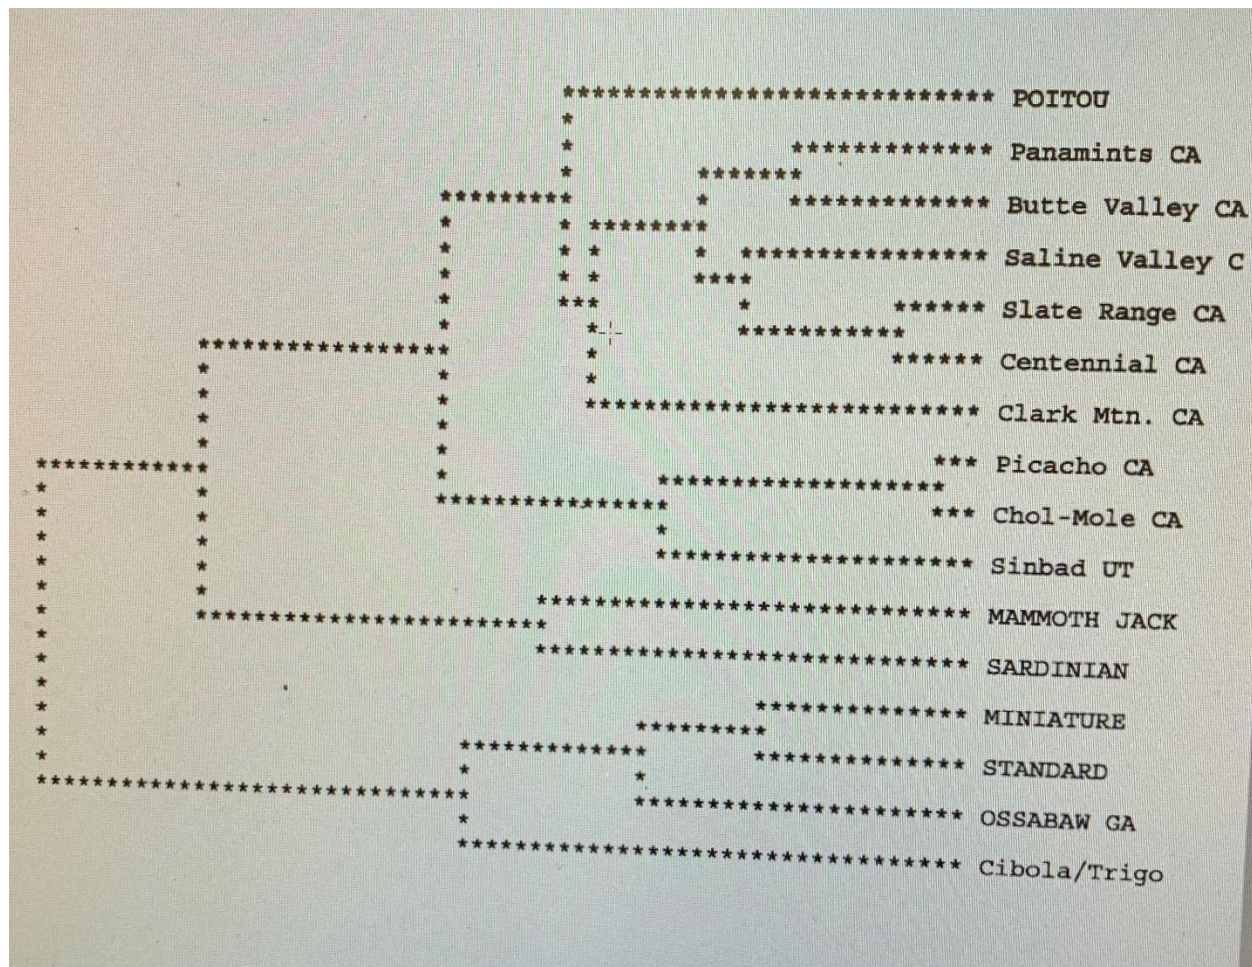 POITOU
Panamints CA
Butte Valley CA
Saline Valley C
Slate Range CA
Centennial CA
Clark Mtn. CA
Picacho CA
Chol-Mole CA
Sinbad UT
MAMMOTH JACK
SARDINIAN
MINIATURE
STANDARD
OSSABAW GA
Cibola/Trigo